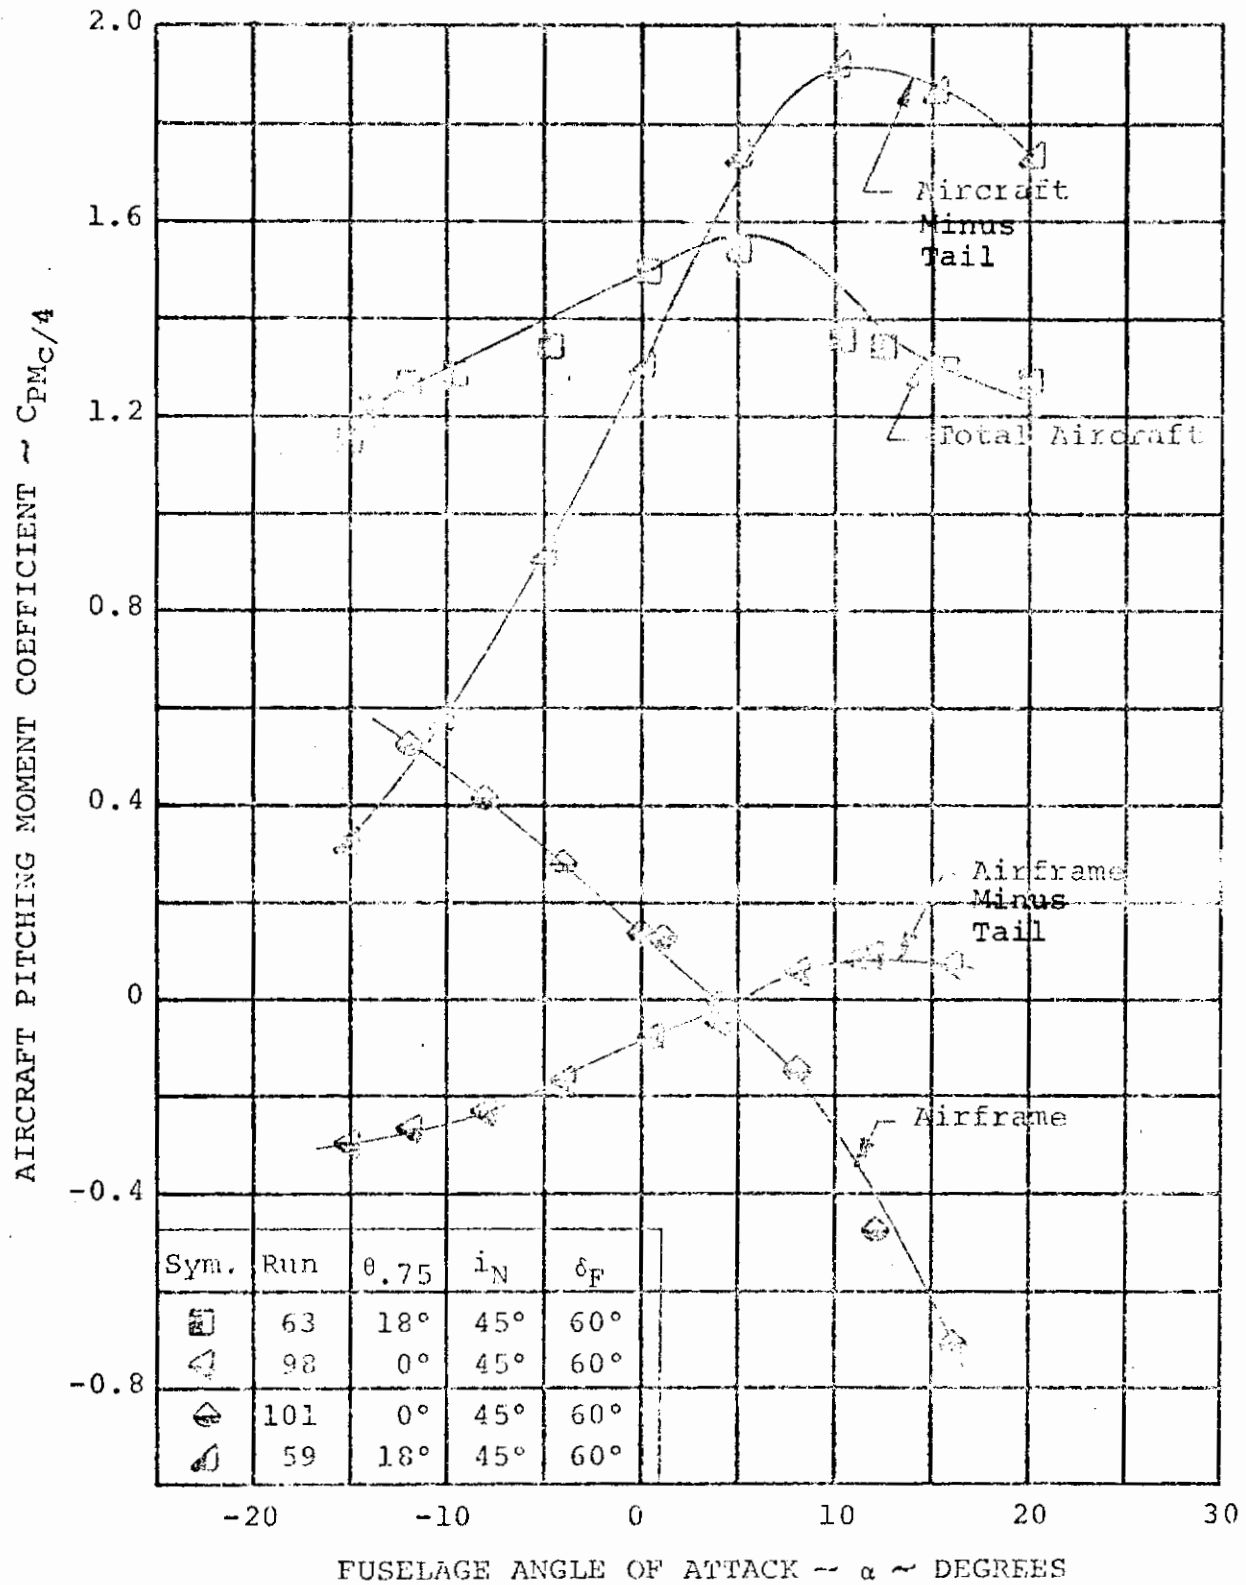 AIRCRAFT PITCHING MOMENT COEFFICIENT ~ CPMC/4
2.0
1.6
1.2
0.8
0.4
0
-0.4
-0.8
Aircraft
Minus
Tail
Total Aircraft
Airframe
Minus
Tail
Airframe
Sym. Run θ.75 iN δF
63 18° 45° 60°
98 0° 45° 60°
101 0° 45° 60°
59 18° 45° 60°
-20 -10 0 10 20 30
FUSELAGE ANGLE OF ATTACK ~ α ~ DEGREES